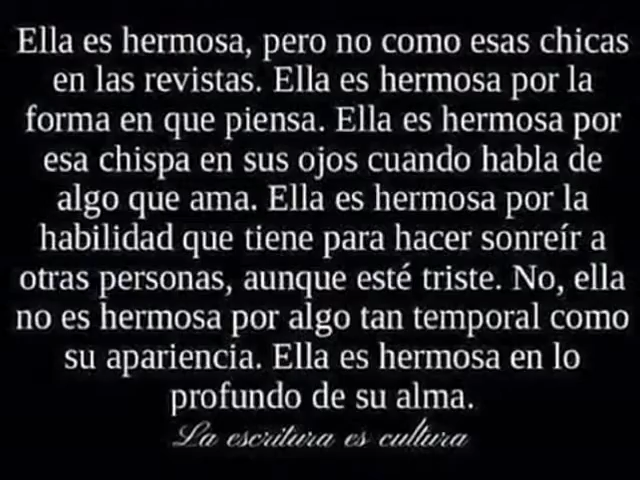 Ella es hermosa, pero no como esas chicas
en las revistas. Ella es hermosa por la
forma en que piensa. Ella es hermosa por
esa chispa en sus ojos cuando habla de
algo que ama. Ella es hermosa por la
habilidad que tiene para hacer sonreír a
otras personas, aunque esté triste. No, ella
no es hermosa por algo tan temporal como
su apariencia. Ella es hermosa en lo
profundo de su alma.
La escritura es cultura